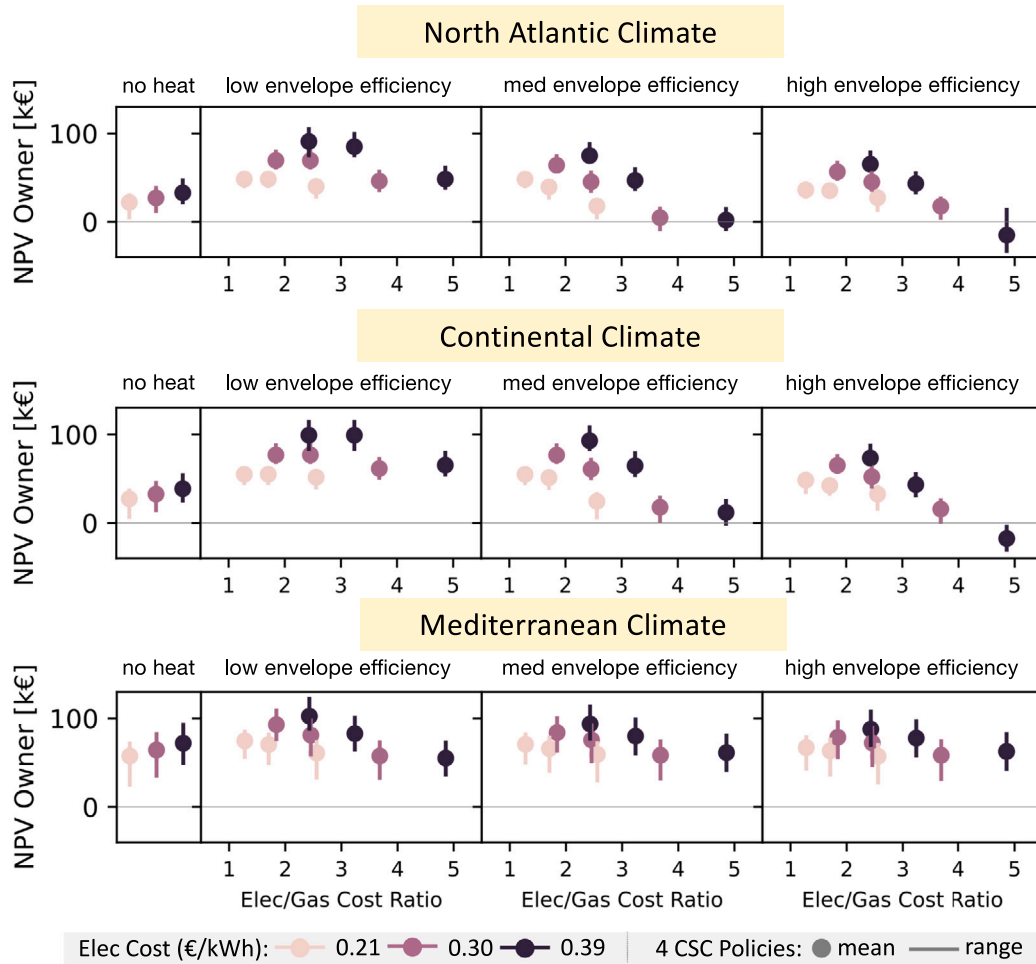 North Atlantic Climate
no heat low envelope efficiency med envelope efficiency high envelope efficiency
NPV Owner [k€]
100
0
1 2 3 4 5 1 2 3 4 5 1 2 3 4 5
Continental Climate
no heat low envelope efficiency med envelope efficiency high envelope efficiency
NPV Owner [k€]
100
0
1 2 3 4 5 1 2 3 4 5 1 2 3 4 5
Mediterranean Climate
no heat low envelope efficiency med envelope efficiency high envelope efficiency
NPV Owner [k€]
100
0
1 2 3 4 5 1 2 3 4 5 1 2 3 4 5
Elec/Gas Cost Ratio Elec/Gas Cost Ratio Elec/Gas Cost Ratio
Elec Cost (€/kWh): 0.21 0.30 0.39 4 CSC Policies: mean range